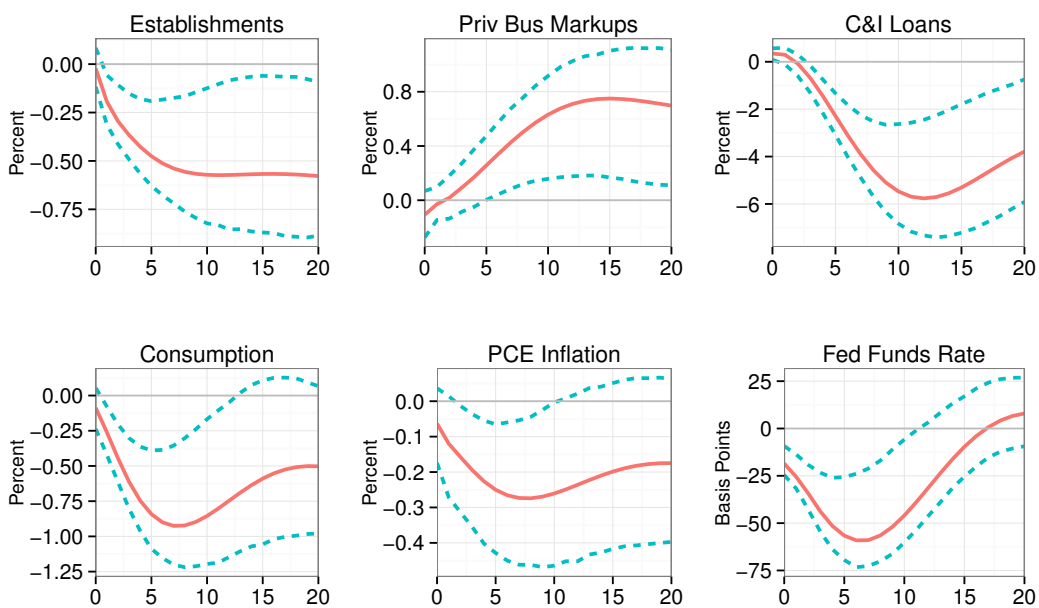 Establishments
Priv Bus Markups
C&I Loans
Percent
0.00
−0.25
−0.50
−0.75
0 5 10 15 20
Percent
0.8
0.4
0.0
0 5 10 15 20
Percent
0
−2
−4
−6
0 5 10 15 20
Consumption
PCE Inflation
Fed Funds Rate
Percent
0.00
−0.25
−0.50
−0.75
−1.00
−1.25
0 5 10 15 20
Percent
0.0
−0.1
−0.2
−0.3
−0.4
0 5 10 15 20
Basis Points
25
0
−25
−50
−75
0 5 10 15 20